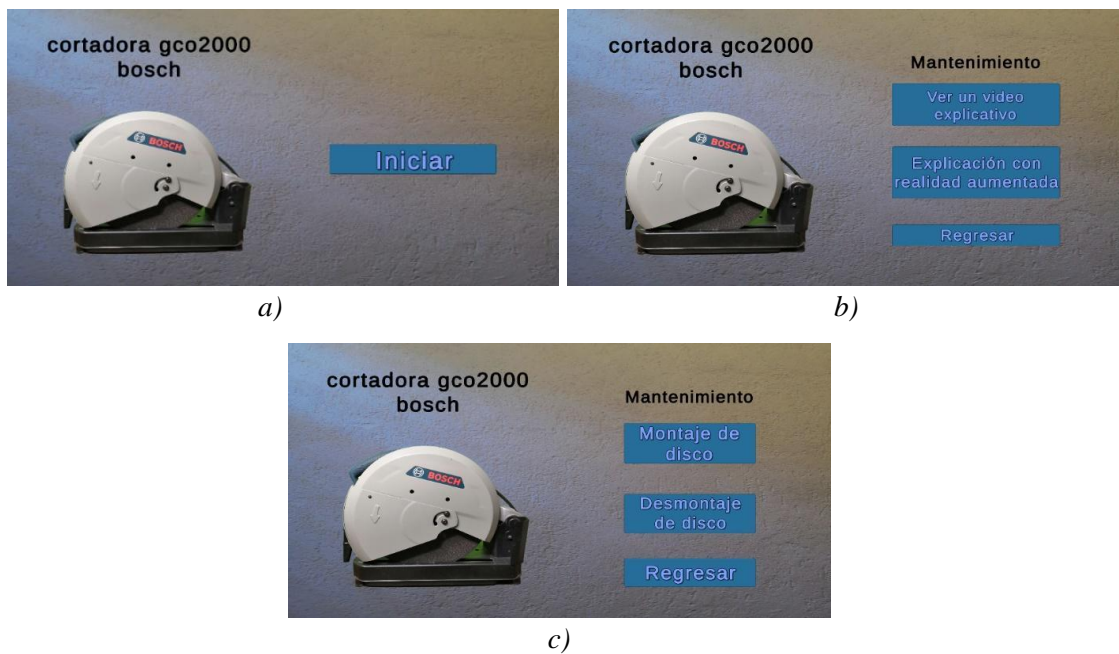 cortadora gco2000
bosch
BOSCH
Iniciar
a)
cortadora gco2000
bosch
BOSCH
Mantenimiento
Ver un video
explicativo
Explicación con
realidad aumentada
Regresar
b)
cortadora gco2000
bosch
BOSCH
Mantenimiento
Montaje de
disco
Desmontaje
de disco
Regresar
c)